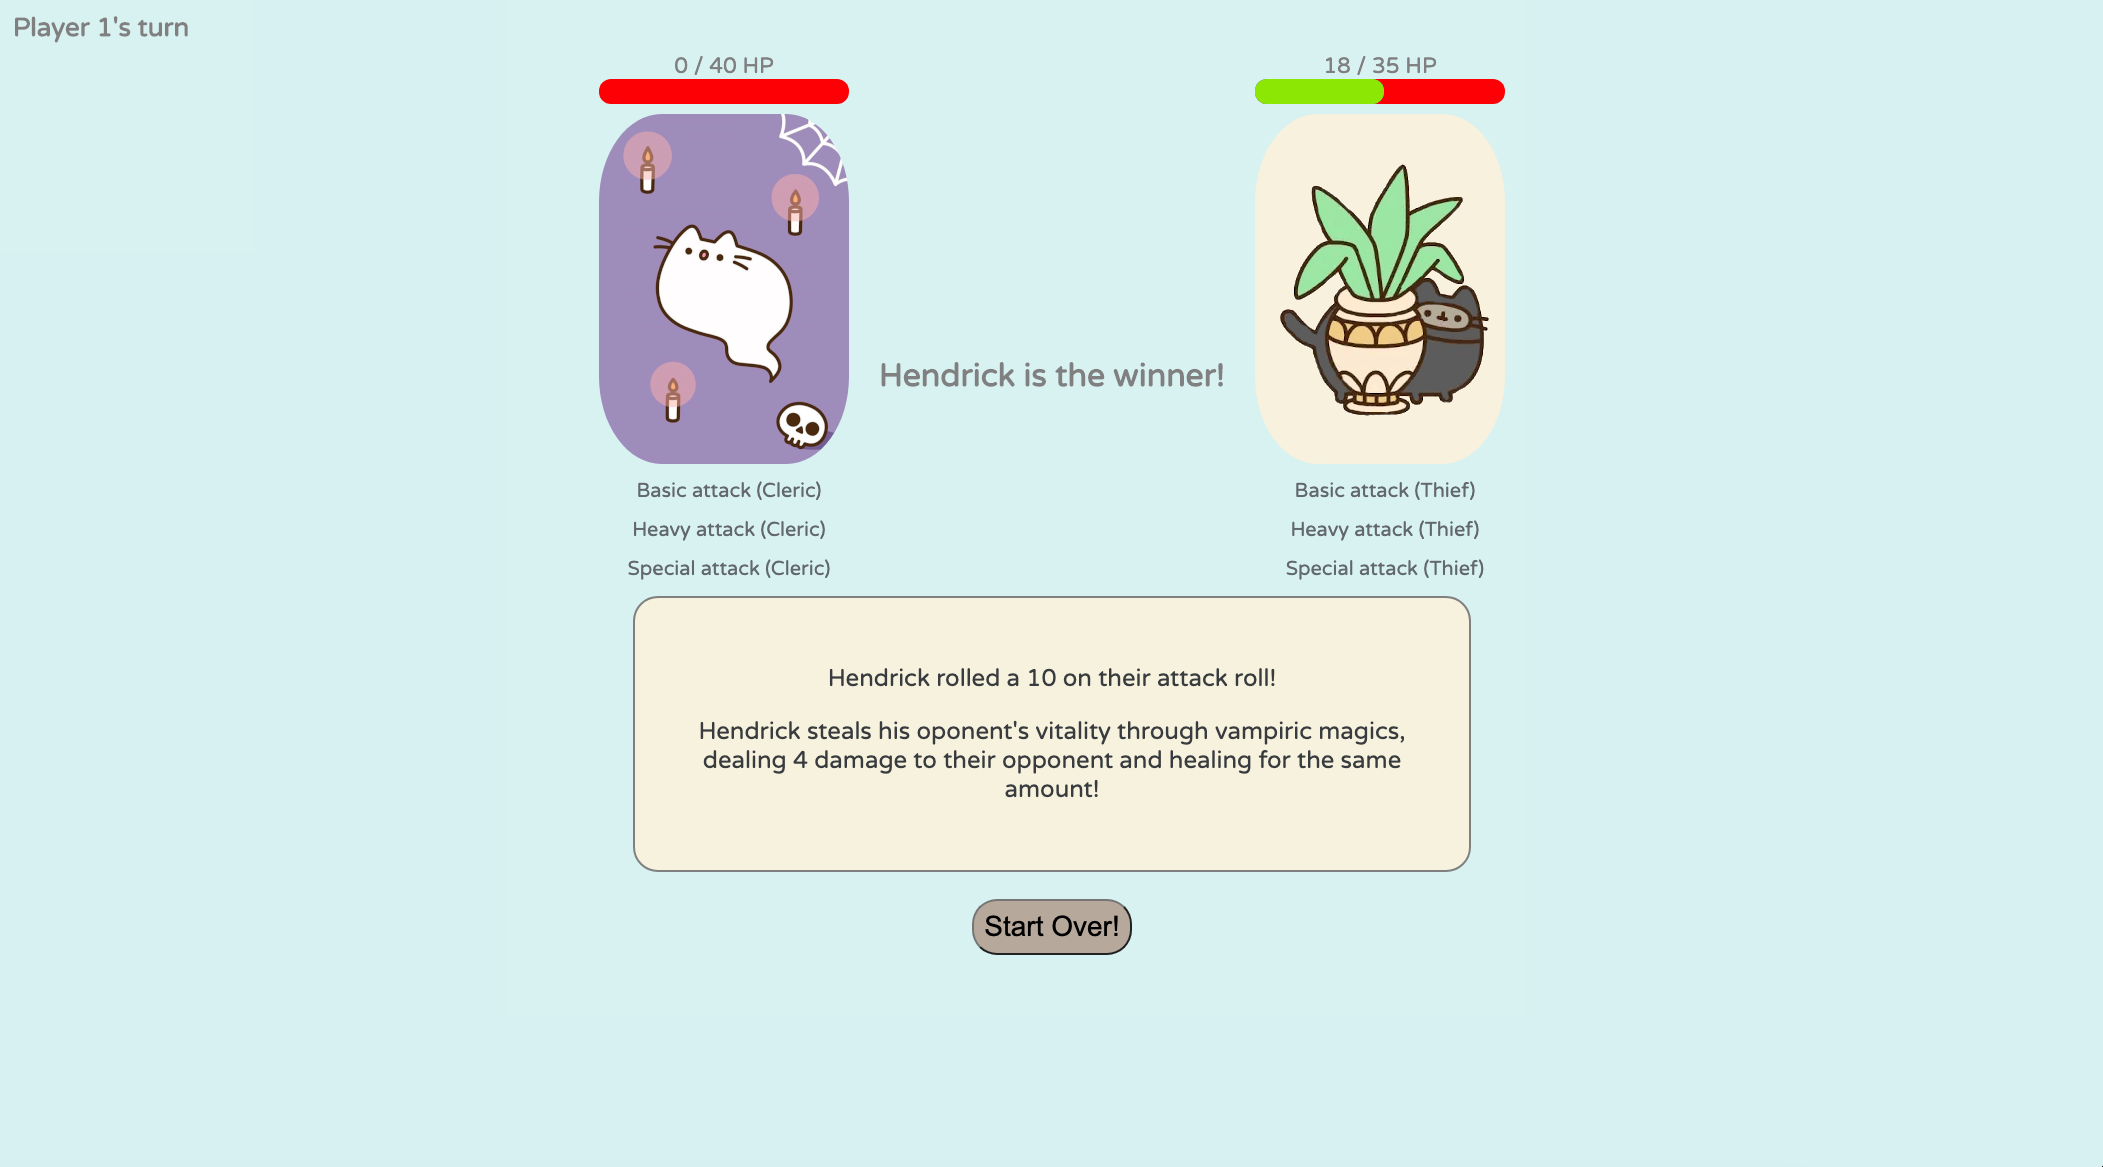 Player 1's turn
0 / 40 HP
18 / 35 HP
Hendrick is the winner!
Basic attack (Cleric)
Heavy attack (Cleric)
Special attack (Cleric)
Basic attack (Thief)
Heavy attack (Thief)
Special attack (Thief)
Hendrick rolled a 10 on their attack roll!
Hendrick steals his oponent's vitality through vampiric magics,
dealing 4 damage to their opponent and healing for the same
amount!
Start Over!